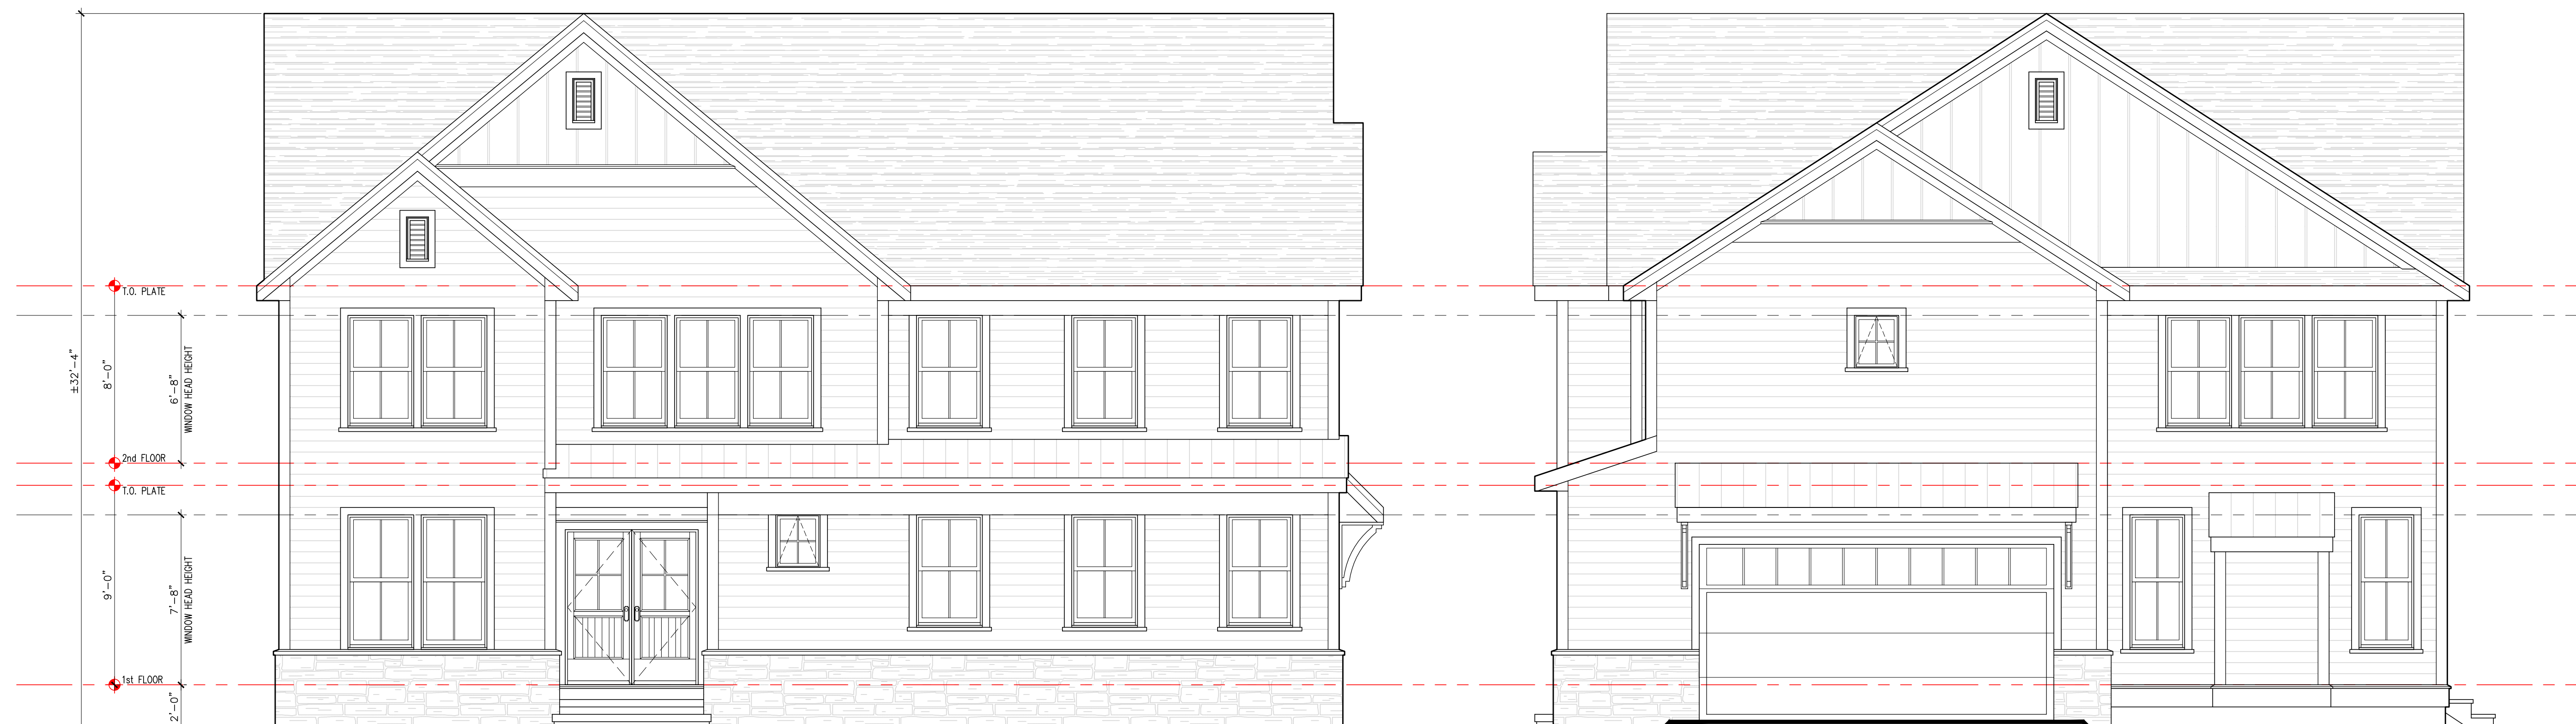 ±32'-4"
T.O. PLATE
8'-0"
6'-8"
WINDOW HEAD HEIGHT
2nd FLOOR
T.O. PLATE
9'-0"
7'-8"
WINDOW HEAD HEIGHT
1st FLOOR
2'-0"